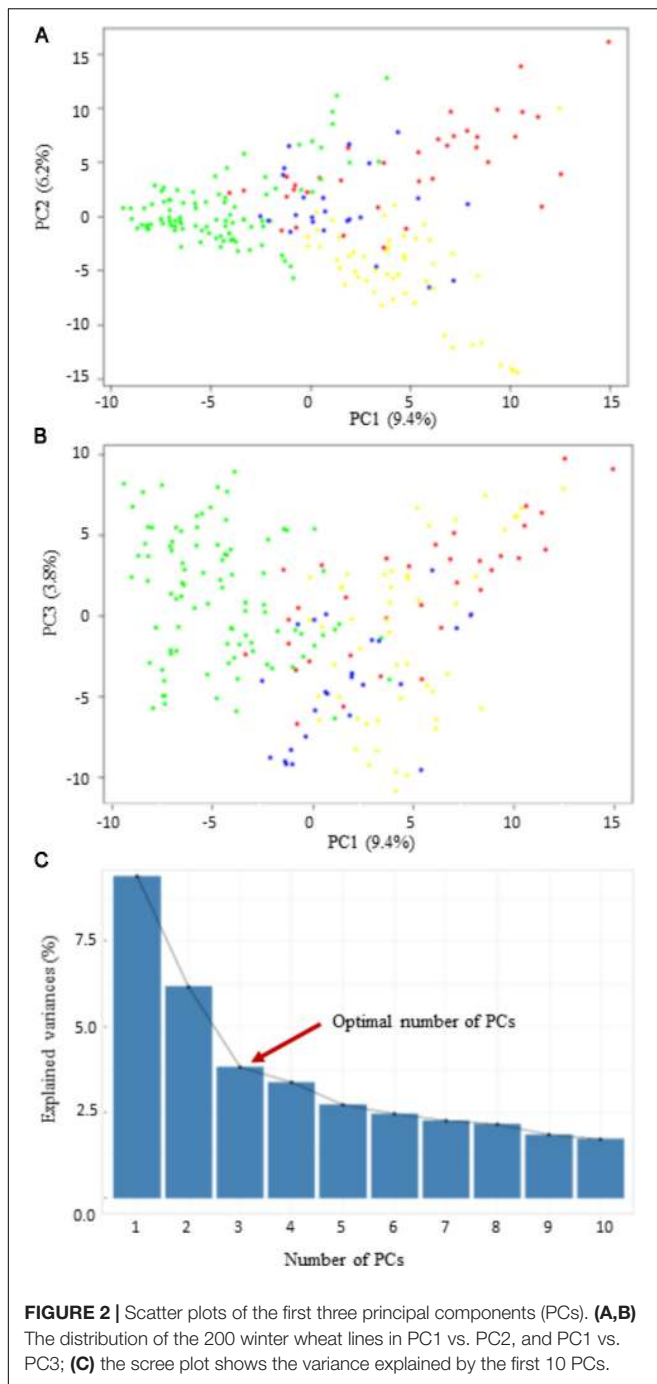 A
15
10
5
0
-5
-10
-15
PC2 (6.2%)
-10
-5
0
5
10
15
PC1 (9.4%)
B
10
5
0
-5
-10
PC3 (3.8%)
-10
-5
0
5
10
15
PC1 (9.4%)
C
7.5
5.0
2.5
0.0
Explained variances (%)
Optimal number of PCs
1 2 3 4 5 6 7 8 9 10
Number of PCs
FIGURE 2 | Scatter plots of the first three principal components (PCs). (A,B)
The distribution of the 200 winter wheat lines in PC1 vs. PC2, and PC1 vs.
PC3; (C) the scree plot shows the variance explained by the first 10 PCs.